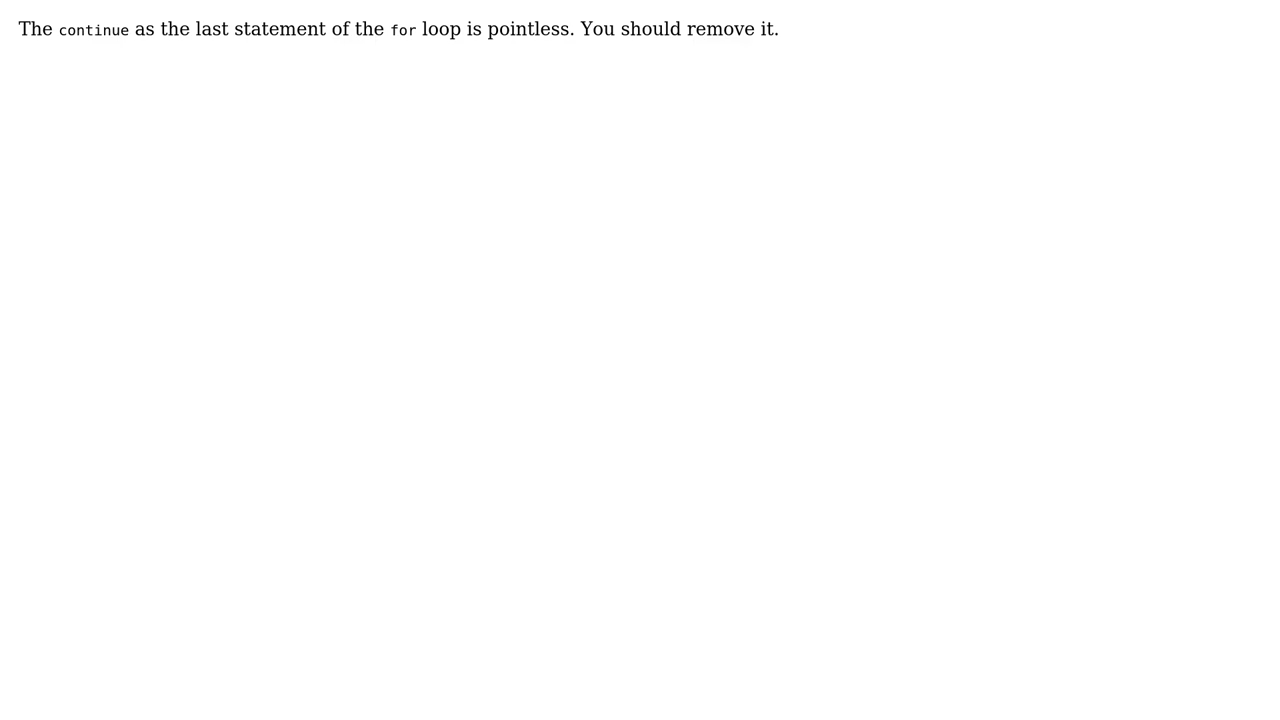 The continue as the last statement of the for loop is pointless. You should remove it.